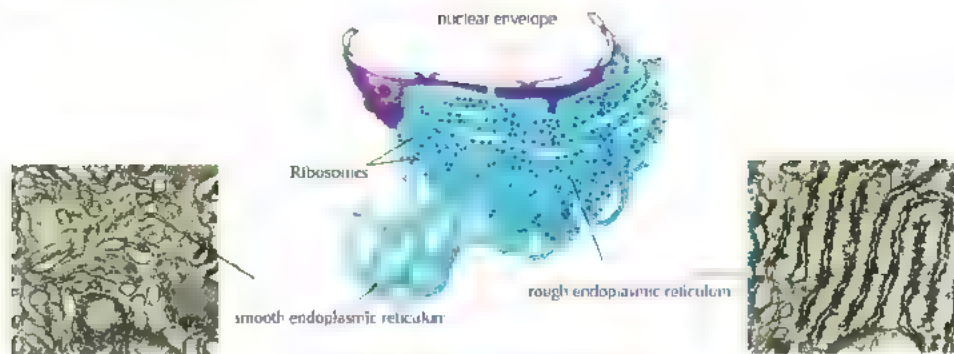 nuclear envelope
Ribosomes
rough endoplasmic reticulum
smooth endoplasmic reticulum